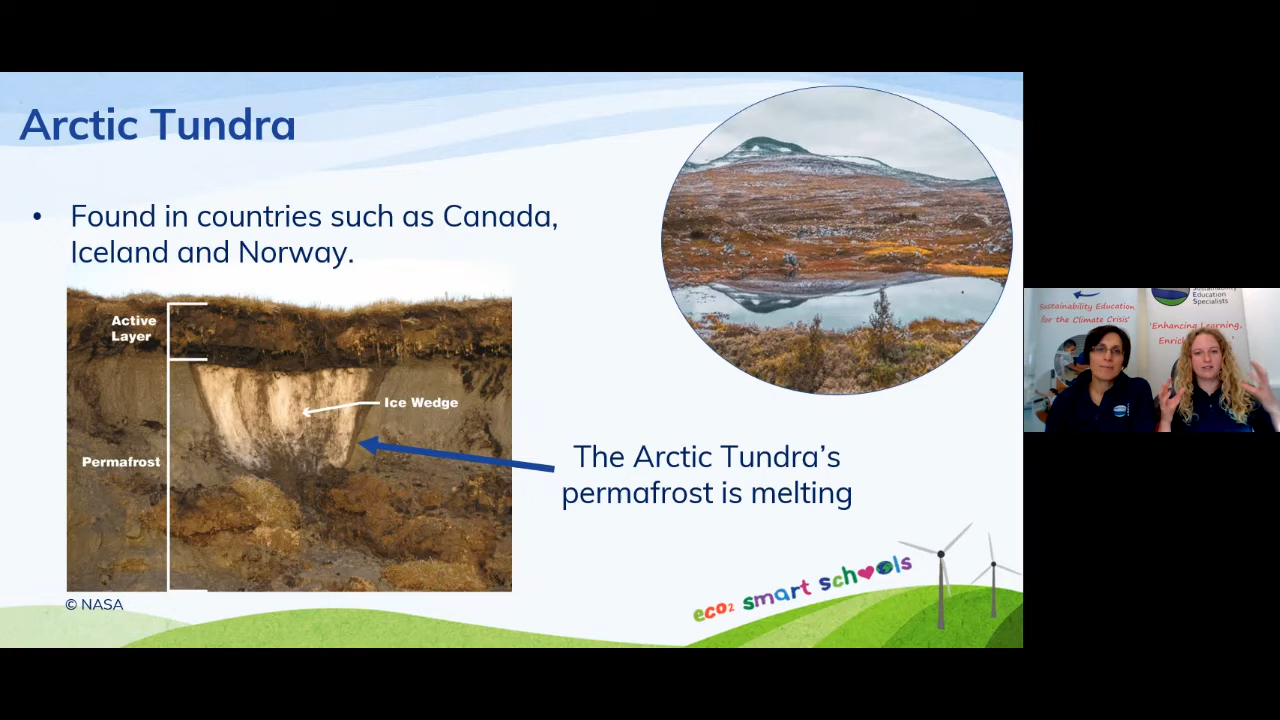 Arctic Tundra
• Found in countries such as Canada,
Iceland and Norway.
Active
Layer
Ice Wedge
Permafrost
© NASA
The Arctic Tundra's
permafrost is melting
eco2 smart schools
Sustainability Education
for the Climate Crisis'
Sustainability
Education
Specialists
'Enhancing Learning,